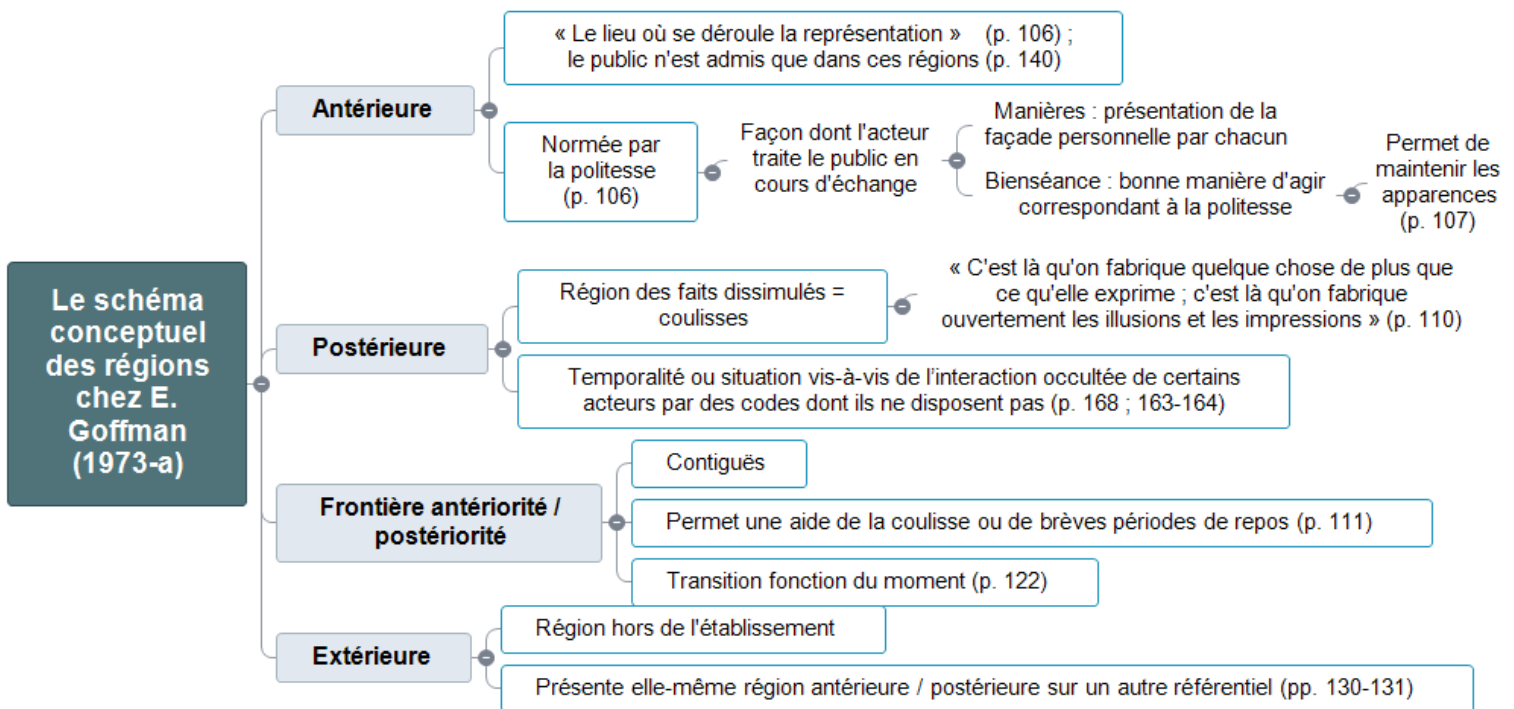 Le schéma
conceptuel
des régions
chez E.
Goffman
(1973-a)
Antérieure
« Le lieu où se déroule la représentation » (p. 106) ;
le public n'est admis que dans ces régions (p. 140)
Normée par
la politesse
(p. 106)
Façon dont l'acteur
traite le public en
cours d'échange
Manières : présentation de la
façade personnelle par chacun
Bienséance : bonne manière d'agir
correspondant à la politesse
Permet de
maintenir les
apparences
(p. 107)
Postérieure
Région des faits dissimulés =
coulisses
« C'est là qu'on fabrique quelque chose de plus que
ce qu'elle exprime ; c'est là qu'on fabrique
ouvertement les illusions et les impressions » (p. 110)
Temporalité ou situation vis-à-vis de l’interaction occultée de certains
acteurs par des codes dont ils ne disposent pas (p. 168 ; 163-164)
Frontière antériorité /
postériorité
Contiguës
Permet une aide de la coulisse ou de brèves périodes de repos (p. 111)
Transition fonction du moment (p. 122)
Extérieure
Région hors de l'établissement
Présente elle-même région antérieure / postérieure sur un autre référentiel (pp. 130-131)